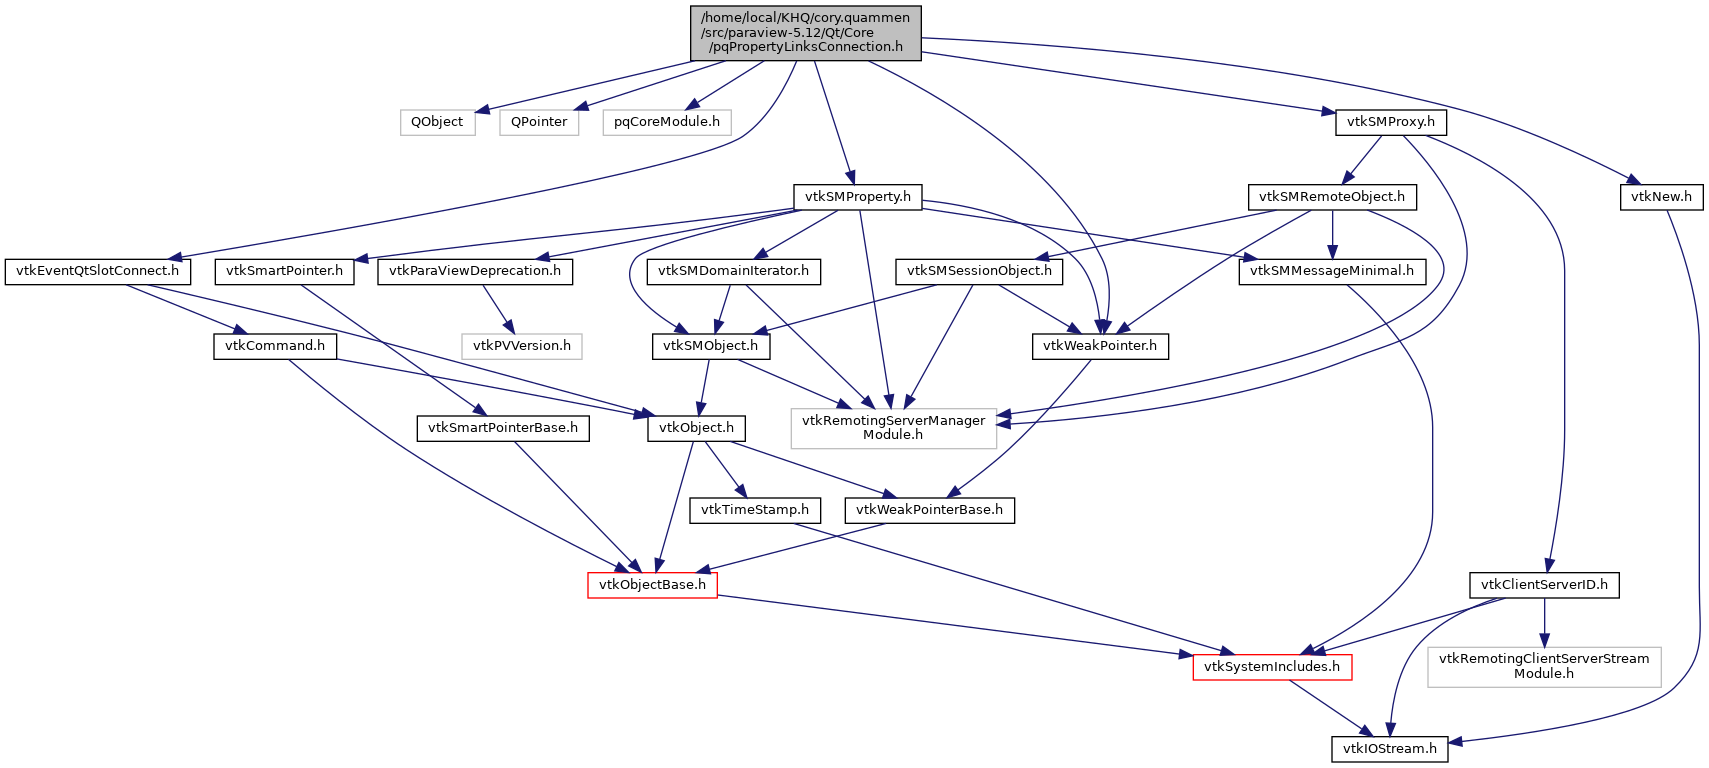 /home/local/KHQ/cory.quammen
/src/paraview-5.12/Qt/Core
/pqPropertyLinksConnection.h
QObject
QPointer
pqCoreModule.h
vtkSMProxy.h
vtkSMProperty.h
vtkSMRemoteObject.h
vtkNew.h
vtkEventQtSlotConnect.h
vtkSmartPointer.h
vtkParaViewDeprecation.h
vtkSMDomainIterator.h
vtkSMSessionObject.h
vtkSMMessageMinimal.h
vtkCommand.h
vtkPVVersion.h
vtkSMObject.h
vtkWeakPointer.h
vtkSmartPointerBase.h
vtkObject.h
vtkRemotingServerManager
Module.h
vtkTimeStamp.h
vtkWeakPointerBase.h
vtkObjectBase.h
vtkClientServerID.h
vtkSystemIncludes.h
vtkRemotingClientServerStream
Module.h
vtkIOStream.h